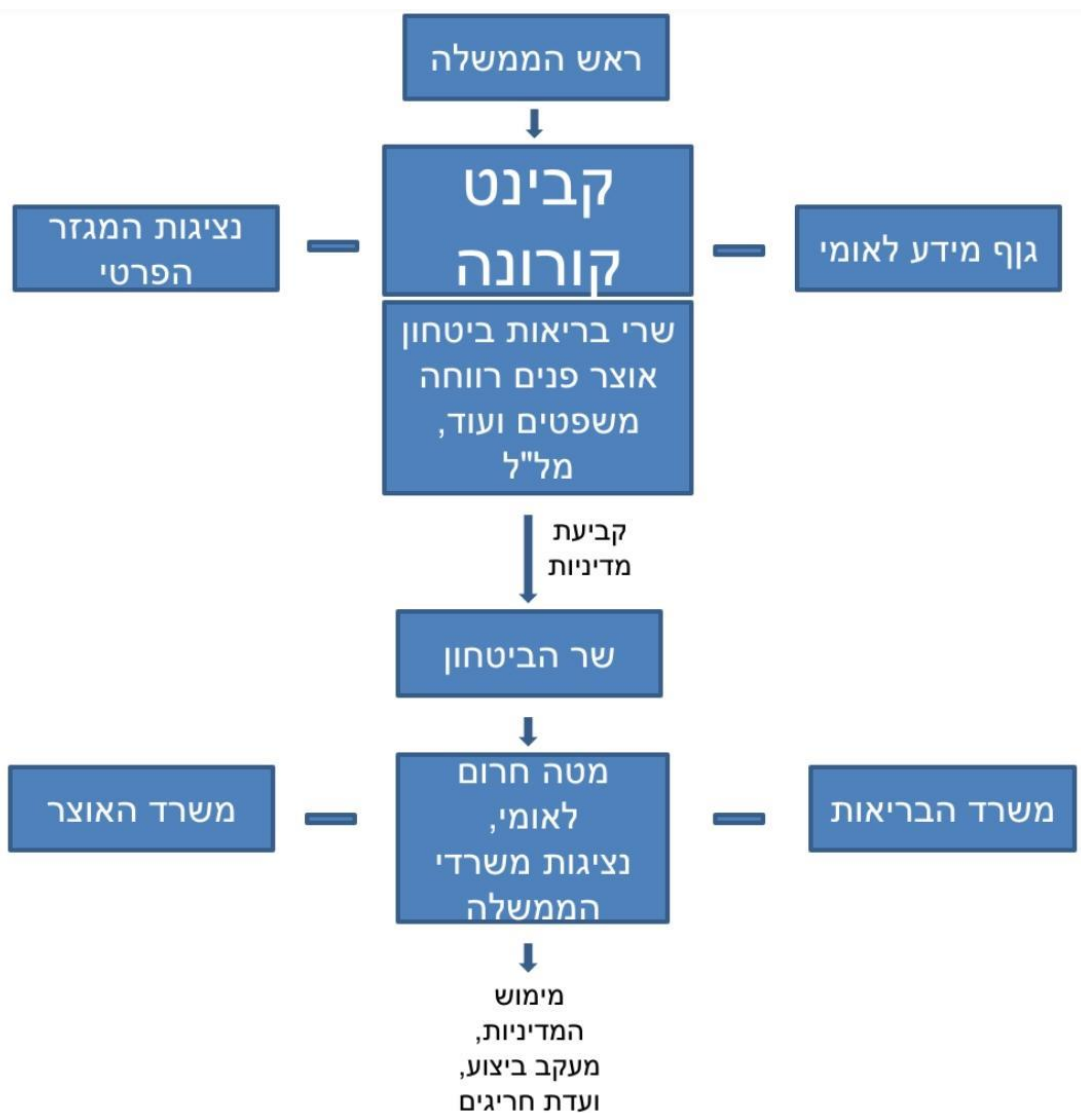 ראש הממשלה
קבינט
קורונה
גןף מידע לאומי
נציגות המגזר
הפרטי
שרי בריאות ביטחון
אוצר פנים רווחה
משפטים ועוד,
מל"ל
קביעת
מדיניות
שר הביטחון
משרד הבריאות
מטה חרום
לאומי,
נציגות משרדי
הממשלה
משרד האוצר
מימוש
המדיניות,
מעקב ביצוע,
ועדת חריגים